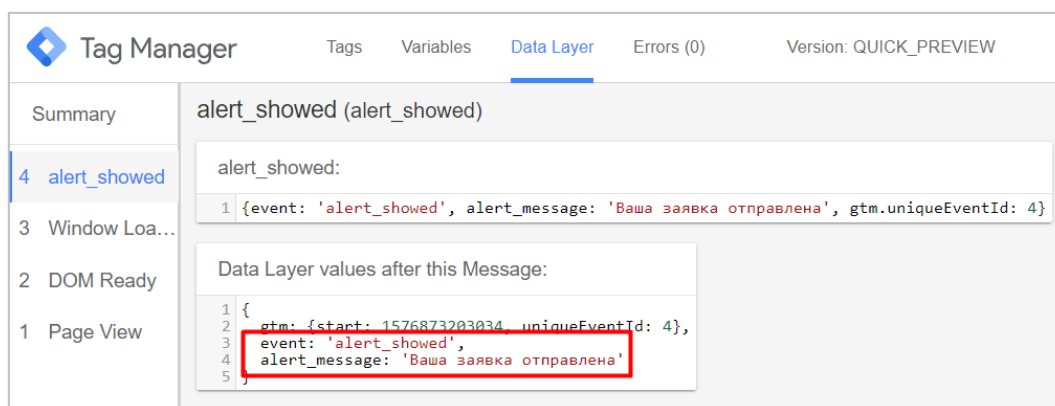 Tag Manager Tags Variables Data Layer Errors (0) Version: QUICK_PREVIEW
Summary
4 alert_showed
3 Window Loa...
2 DOM Ready
1 Page View
alert_showed (alert_showed)
alert_showed:
1 {event: 'alert_showed', alert_message: 'Ваша заявка отправлена', gtm.uniqueEventId: 4}
Data Layer values after this Message:
1 {
2 gtm: {start: 1576873203034, uniqueEventId: 4},
3 event: 'alert_showed',
4 alert_message: 'Ваша заявка отправлена'
5 }